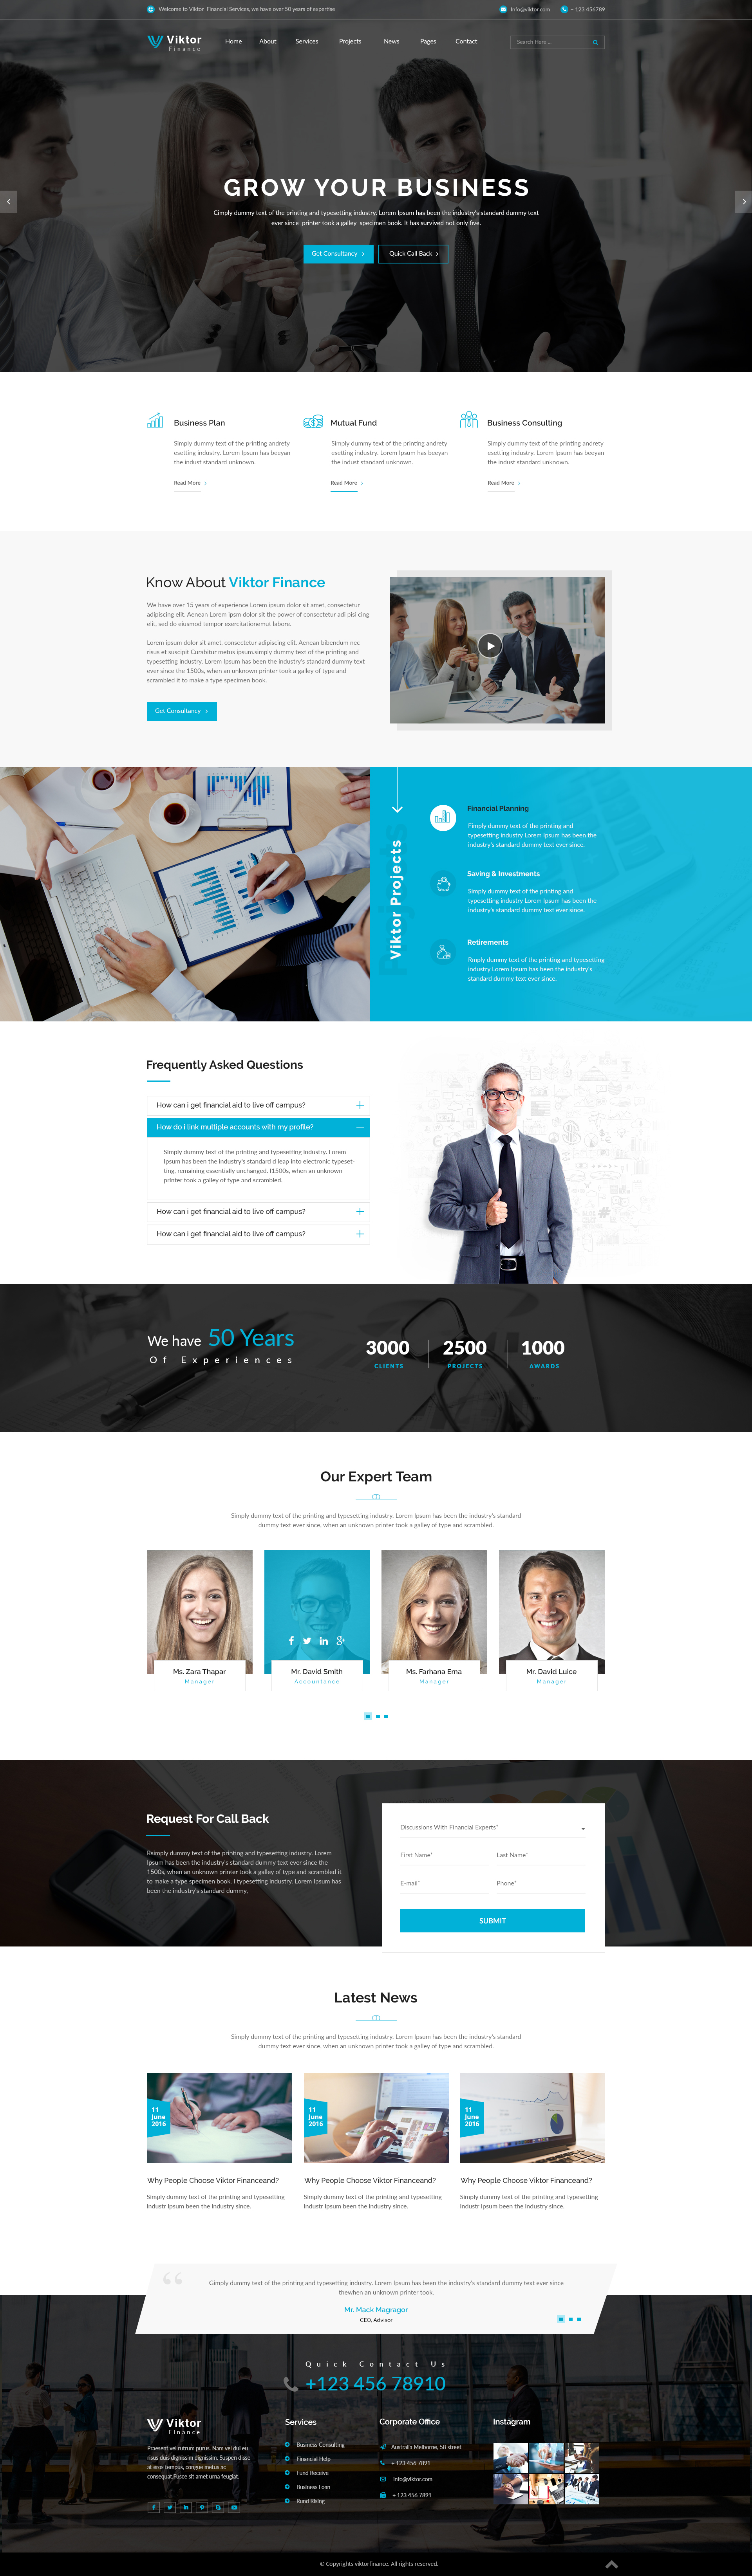 Welcome to Viktor Financial Services, we have over 50 years of expertise
Info@viktor.com
+ 123 456789
Viktor
Finance
Home
About
Services
Projects
News
Pages
Contact
Search Here ...
GROW YOUR BUSINESS
Cimply dummy text of the printing and typesetting industry. Lorem Ipsum has been the industry's standard dummy text
ever since printer took a galley specimen book. It has survived not only five.
Get Consultancy
Quick Call Back
Business Plan
Simply dummy text of the printing andrety
esetting industry. Lorem Ipsum has beeyan
the indust standard unknown.
Read More
Mutual Fund
Simply dummy text of the printing andrety
esetting industry. Lorem Ipsum has beeyan
the indust standard unknown.
Read More
Business Consulting
Simply dummy text of the printing andrety
esetting industry. Lorem Ipsum has beeyan
the indust standard unknown.
Read More
Know About Viktor Finance
We have over 15 years of experience Lorem ipsum dolor sit amet, consectetur
adipiscing elit. Aenean Lorem ipsm dolor sit the power of consectetur adi pisi cing
elit, sed do eiusmod tempor exercitationemut labore.
Lorem ipsum dolor sit amet, consectetur adipiscing elit. Aenean bibendum nec
risus et suscipit Curabitur metus ipsum,simply dummy text of the printing and
typesetting industry. Lorem Ipsum has been the industry's standard dummy text
ever since the 1500s, when an unknown printer took a galley of type and
scrambled it to make a type specimen book.
Get Consultancy
Viktor Projects
Financial Planning
Fimply dummy text of the printing and
typesetting industry Lorem Ipsum has been the
industry's standard dummy text ever since.
Saving & Investments
Simply dummy text of the printing and
typesetting industry Lorem Ipsum has been the
industry's standard dummy text ever since.
Retirements
Rmply dummy text of the printing and typesetting
industry Lorem Ipsum has been the industry's
standard dummy text ever since.
Frequently Asked Questions
How can i get financial aid to live off campus?
How do i link multiple accounts with my profile?
Simply dummy text of the printing and typesetting industry. Lorem
Ipsum has been the industry's standard d leap into electronic typeset-
ting, remaining essentially unchanged. I1500s, when an unknown
printer took a galley of type and scrambled.
How can i get financial aid to live off campus?
How can i get financial aid to live off campus?
We have 50 Years
Of Experiences
3000
CLIENTS
2500
PROJECTS
1000
AWARDS
Our Expert Team
Simply dummy text of the printing and typesetting industry. Lorem Ipsum has been the industry's standard
dummy text ever since, when an unknown printer took a galley of type and scrambled.
Ms. Zara Thapar
Manager
Mr. David Smith
Accountance
Ms. Farhana Ema
Manager
Mr. David Luice
Manager
Request For Call Back
Rsimply dummy text of the printing and typesetting industry. Lorem
Ipsum has been the industry's standard dummy text ever since the
1500s, when an unknown printer took a galley of type and scrambled it
to make a type specimen book. I typesetting industry. Lorem Ipsum has
been the industry's standard dummy,
Discussions With Financial Experts*
First Name*
Last Name*
E-mail*
Phone*
SUBMIT
Latest News
Simply dummy text of the printing and typesetting industry. Lorem Ipsum has been the industry's standard
dummy text ever since, when an unknown printer took a galley of type and scrambled.
11
June
2016
Why People Choose Viktor Financeand?
Simply dummy text of the printing and typesetting
industr Ipsum been the industry since.
11
June
2016
Why People Choose Viktor Financeand?
Simply dummy text of the printing and typesetting
industr Ipsum been the industry since.
11
June
2016
Why People Choose Viktor Financeand?
Simply dummy text of the printing and typesetting
industr Ipsum been the industry since.
Gimply dummy text of the printing and typesetting industry. Lorem Ipsum has been the industry's standard dummy text ever since
thewhen an unknown printer took.
Mr. Mack Magragor
CEO, Advisor
Quick Contact Us
+123 456 78910
Viktor
Finance
Praesent vel rutrum purus. Nam vel dui eu
risus duis dignissim dignissim. Suspen disse
at eros tempus, congue metus ac
consequat.Fusce sit amet urna feugiat.
Services
Business Consulting
Financial Help
Fund Receive
Business Loan
Rund Rising
Corporate Office
Australia Melborne, 58 street
+ 123 456 7891
info@viktor.com
+ 123 456 7891
Instagram
© Copyrights viktorfinance. All rights reserved.